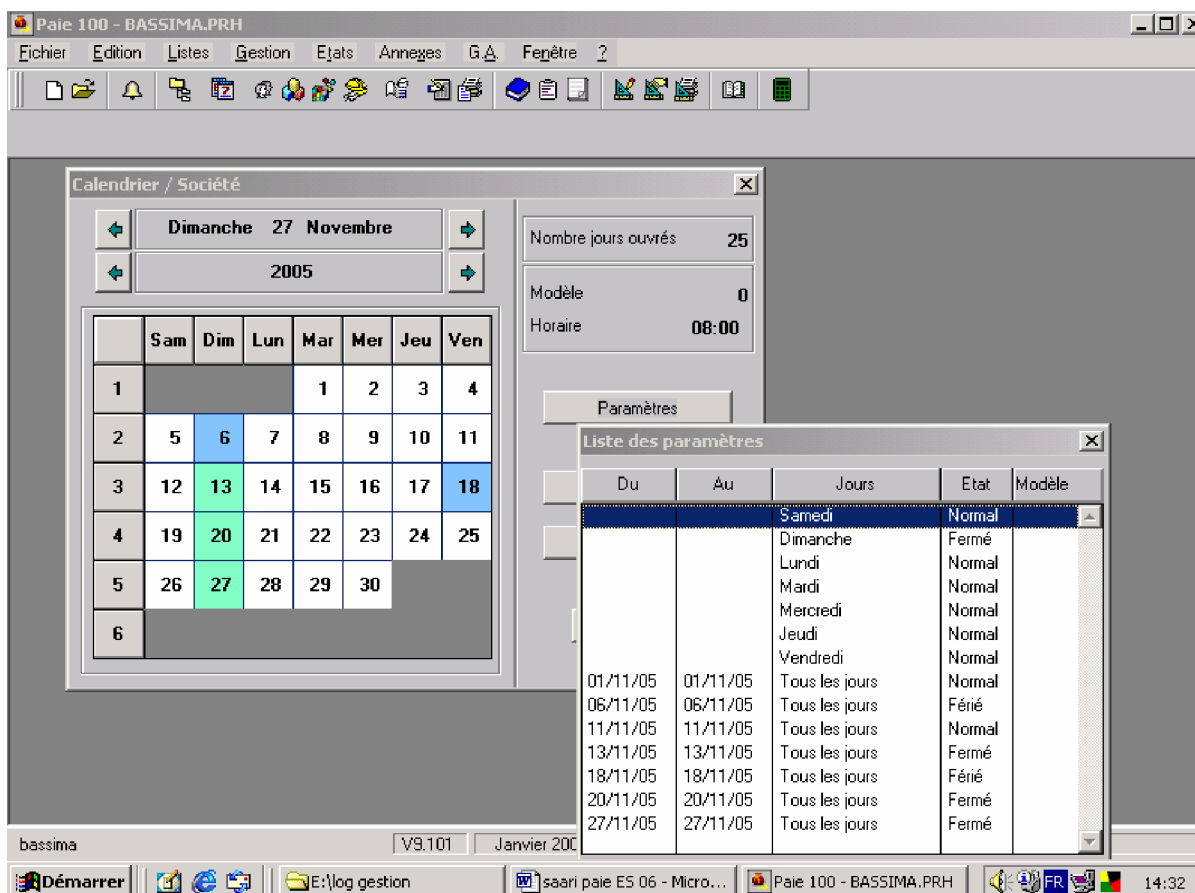 Paie 100 - BASSIMA.PRH
Fichier Edition Listes Gestion Etats Annexes G.A. Fenêtre ?
Calendrier / Société
Dimanche 27 Novembre
2005
Nombre jours ouvrés 25
Modèle 0
Horaire 08:00
Sam Dim Lun Mar Mer Jeu Ven
1 1 2 3 4
2 5 6 7 8 9 10 11
3 12 13 14 15 16 17 18
4 19 20 21 22 23 24 25
5 26 27 28 29 30
6
Paramètres
Liste des paramètres
Du Au Jours Etat Modèle
Samedi Normal
Dimanche Fermé
Lundi Normal
Mardi Normal
Mercredi Normal
Jeudi Normal
Vendredi Normal
01/11/05 01/11/05 Tous les jours Normal
06/11/05 06/11/05 Tous les jours Férié
11/11/05 11/11/05 Tous les jours Normal
13/11/05 13/11/05 Tous les jours Fermé
18/11/05 18/11/05 Tous les jours Férié
20/11/05 20/11/05 Tous les jours Fermé
27/11/05 27/11/05 Tous les jours Fermé
bassima V9.101 Janvier 200
Démarrer E:\log gestion saari paie ES 06 - Micro... Paie 100 - BASSIMA.PRH FR 14:32